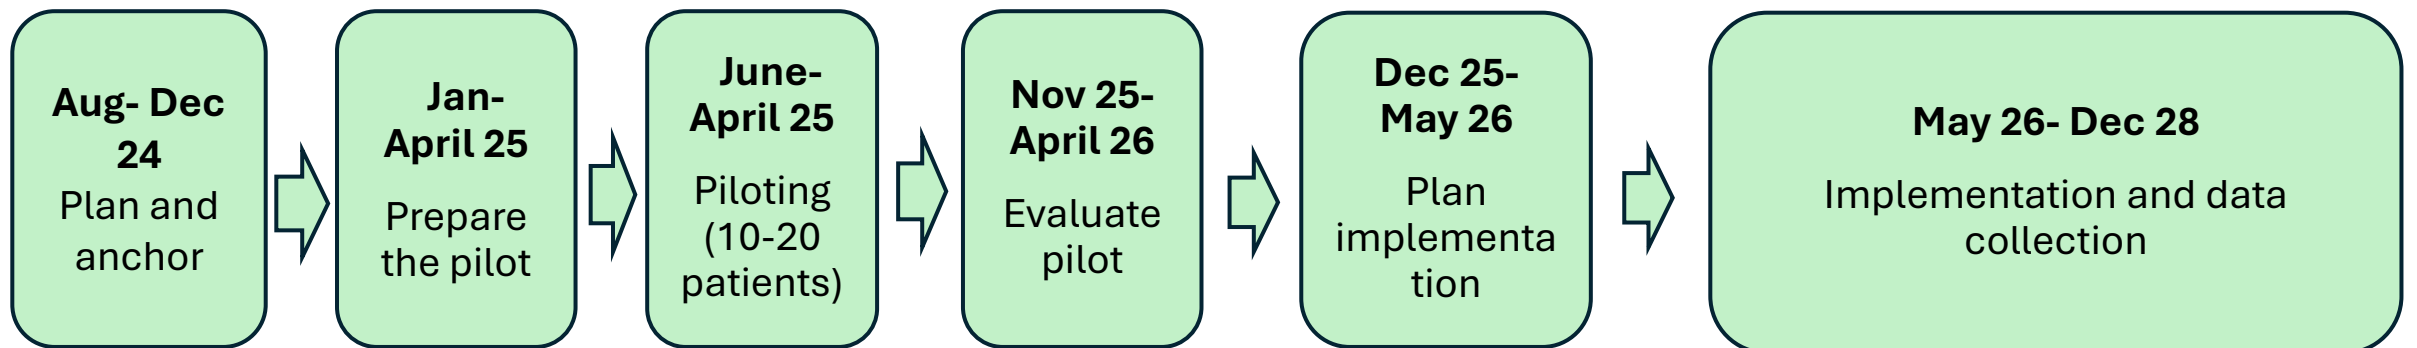 Aug- Dec
24
Plan and
anchor
Jan-
April 25
Prepare
the pilot
June-
April 25
Piloting
(10-20
patients)
Nov 25-
April 26
Evaluate
pilot
Dec 25-
May 26
Plan
implementa
tion
May 26- Dec 28
Implementation and data
collection